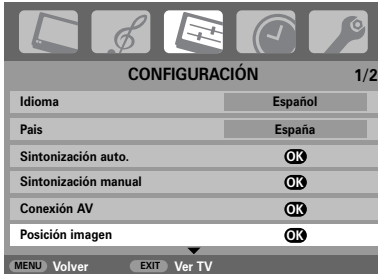 CONFIGURACIÓN 1/2
Idioma Español
Pais España
Sintonización auto. OK
Sintonización manual OK
Conexión AV OK
Posición imagen OK
MENU Volver EXIT Ver TV